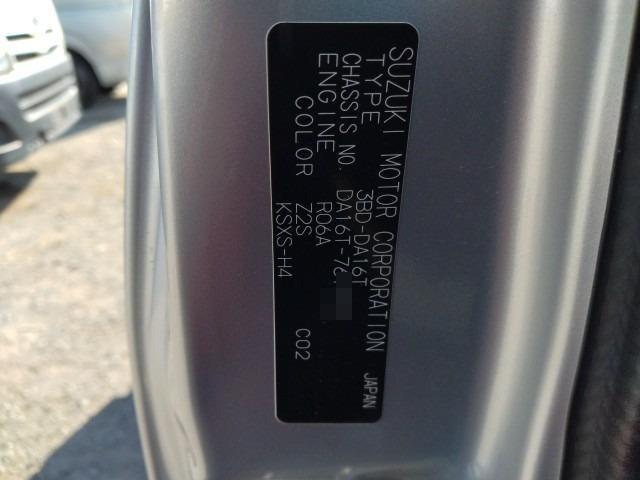 SUZUKI MOTOR CORPORATION JAPAN
TYPE 3BD-DA16T
CHASSIS NO. DA16T-76
ENGINE R06A
COLOR Z2S C02
KSXS-H4